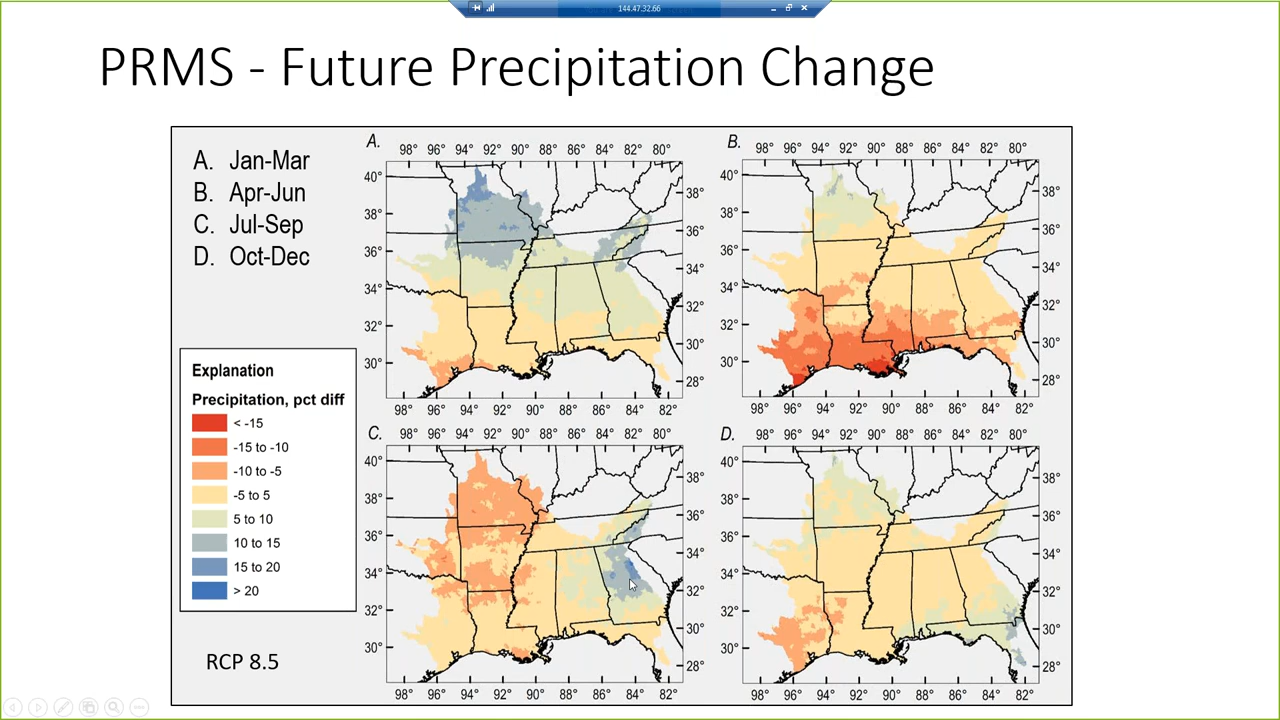 144.47.32.66
PRMS - Future Precipitation Change
A. Jan-Mar
B. Apr-Jun
C. Jul-Sep
D. Oct-Dec
Explanation
Precipitation, pct diff
< -15
-15 to -10
-10 to -5
-5 to 5
5 to 10
10 to 15
15 to 20
> 20
RCP 8.5
A.
98° 96° 94° 92° 90° 88° 86° 84° 82° 80°
40°
38°
36°
34°
32°
30°
38°
36°
34°
32°
30°
28°
98° 96° 94° 92° 90° 88° 86° 84° 82°
B.
98° 96° 94° 92° 90° 88° 86° 84° 82° 80°
40°
38°
36°
34°
32°
30°
38°
36°
34°
32°
30°
28°
98° 96° 94° 92° 90° 88° 86° 84° 82°
C.
98° 96° 94° 92° 90° 88° 86° 84° 82° 80°
40°
38°
36°
34°
32°
30°
38°
36°
34°
32°
30°
28°
98° 96° 94° 92° 90° 88° 86° 84° 82°
D.
98° 96° 94° 92° 90° 88° 86° 84° 82° 80°
40°
38°
36°
34°
32°
30°
38°
36°
34°
32°
30°
28°
98° 96° 94° 92° 90° 88° 86° 84° 82°